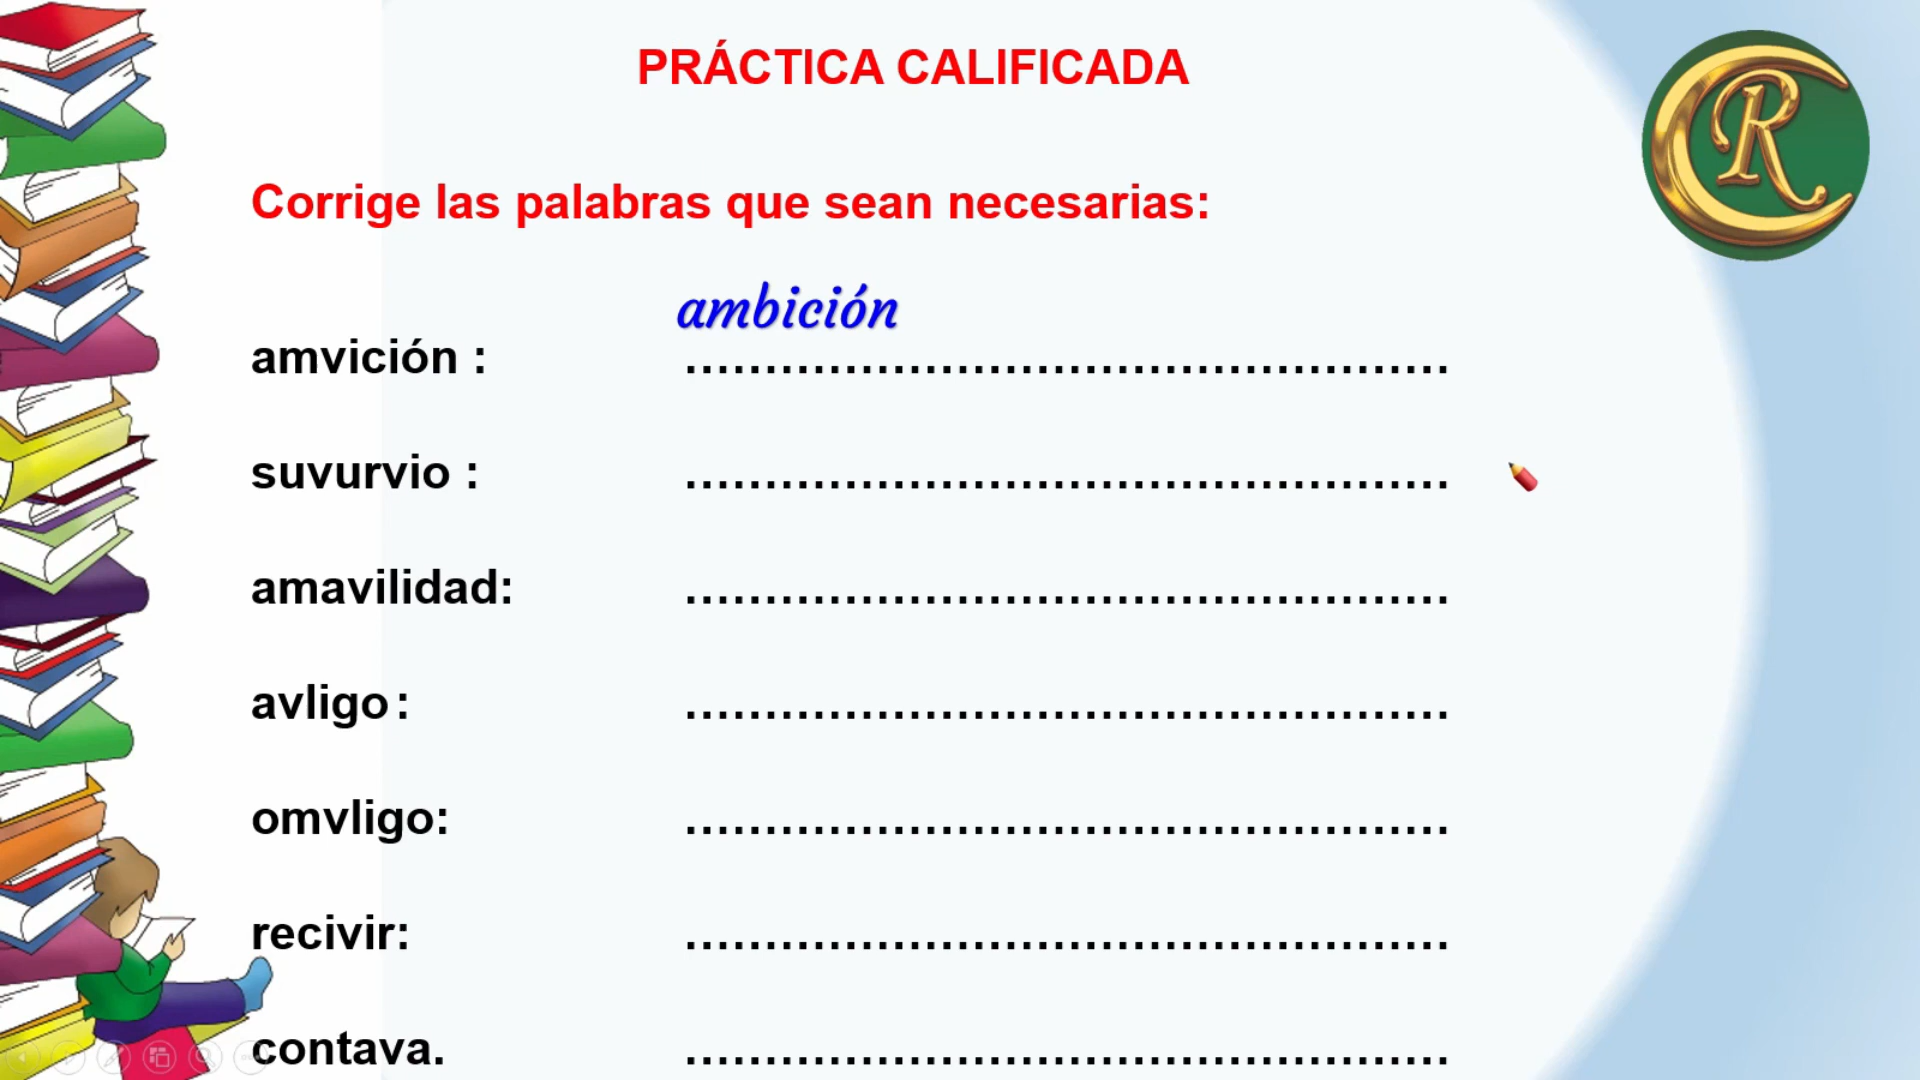 PRÁCTICA CALIFICADA
R
Corrige las palabras que sean necesarias:
ambición
amvición : ................................................
suvurvio : ................................................
amavilidad: ................................................
avligo : ................................................
omvligo: ................................................
recivir: ................................................
contava. ................................................